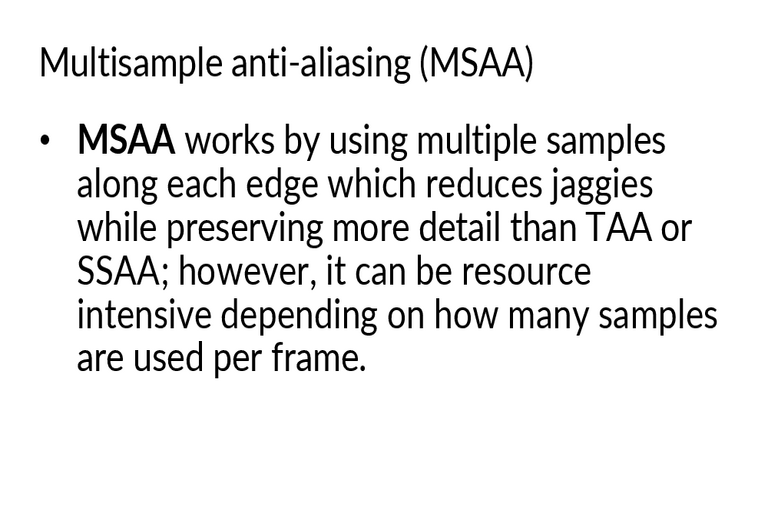 Multisample anti-aliasing (MSAA)
• MSAA works by using multiple samples
along each edge which reduces jaggies
while preserving more detail than TAA or
SSAA; however, it can be resource
intensive depending on how many samples
are used per frame.